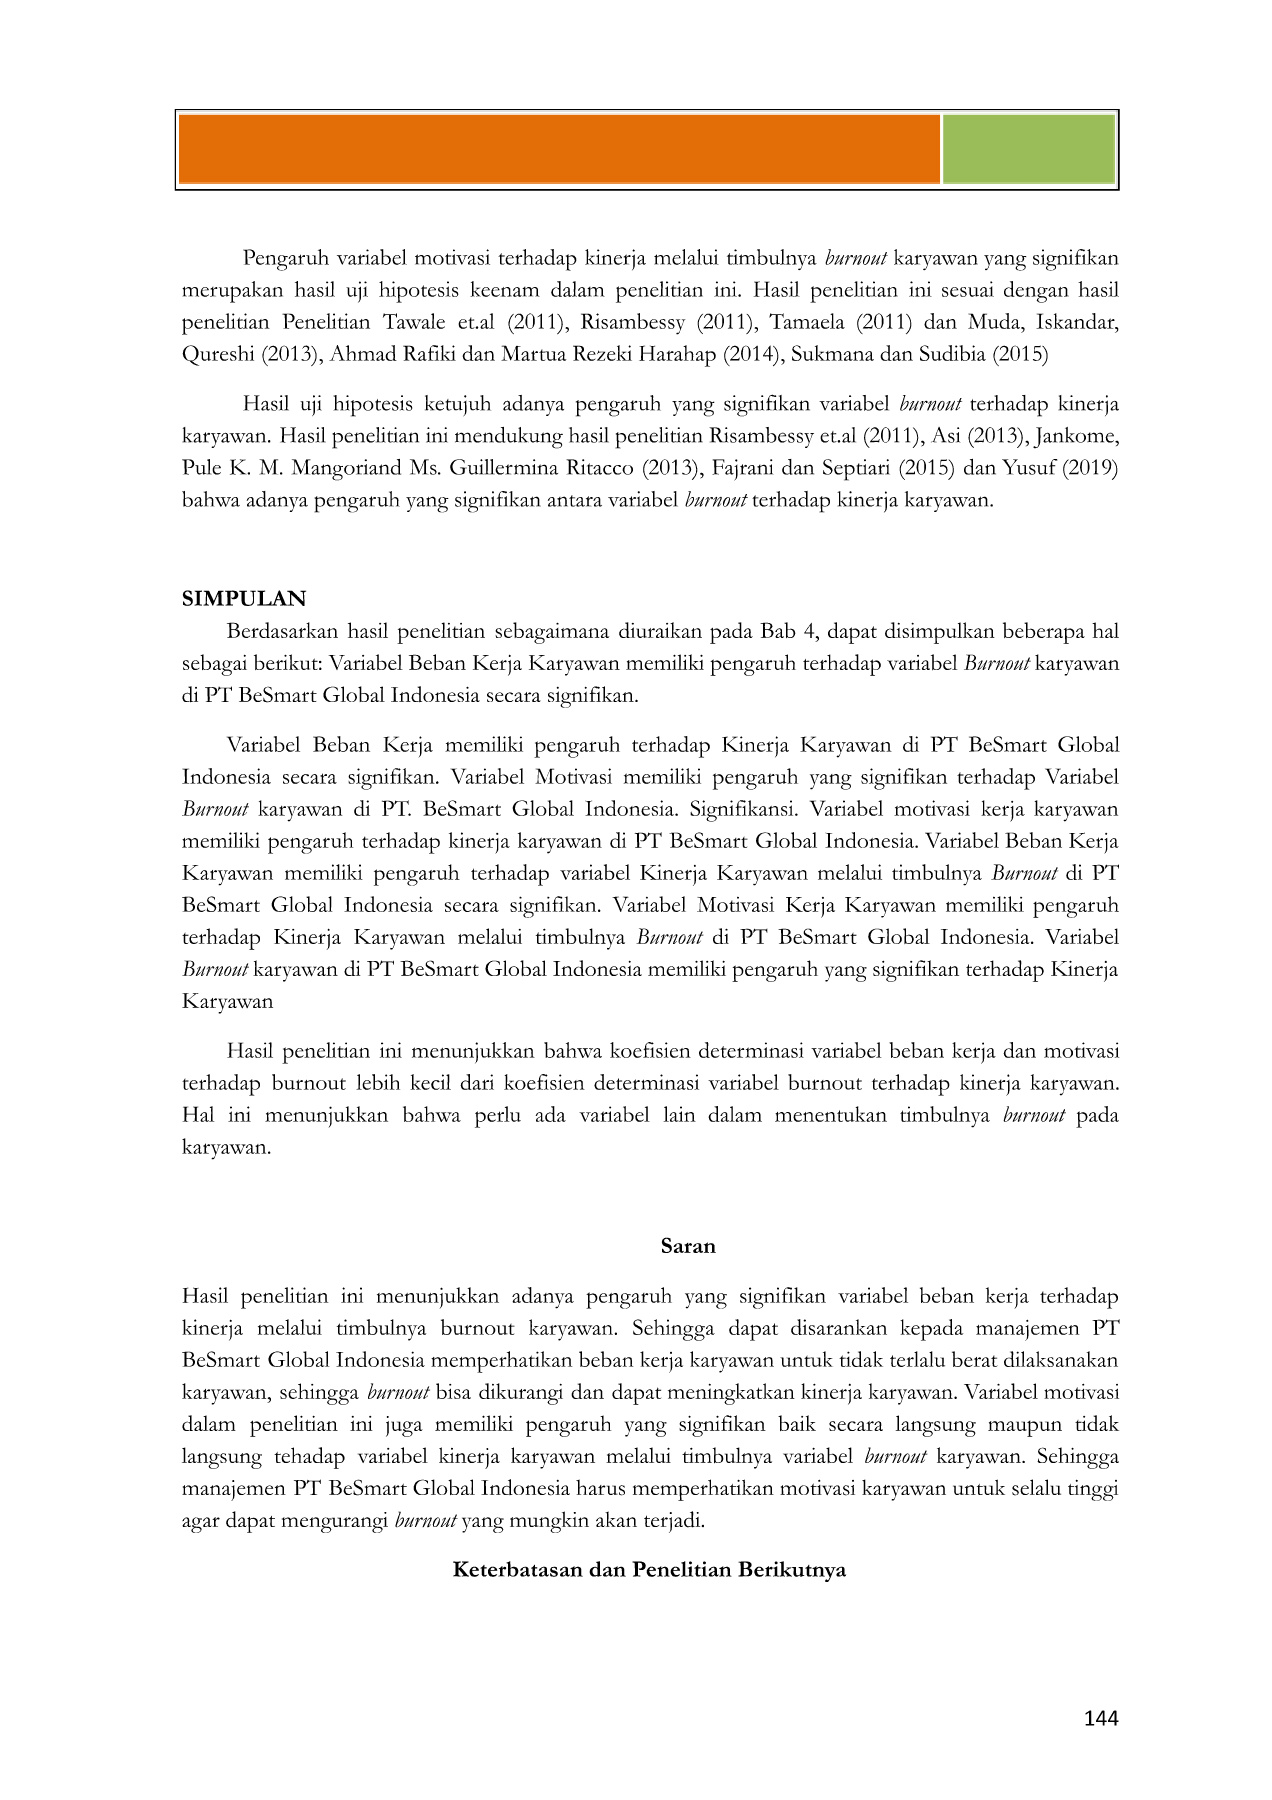 Pengaruh variabel motivasi terhadap kinerja melalui timbulnya burnout karyawan yang signifikan
merupakan hasil uji hipotesis keenam dalam penelitian ini. Hasil penelitian ini sesuai dengan hasil
penelitian Penelitian Tawale et.al (2011), Risambessy (2011), Tamaela (2011) dan Muda, Iskandar,
Qureshi (2013), Ahmad Rafiki dan Martua Rezeki Harahap (2014), Sukmana dan Sudibia (2015)
Hasil uji hipotesis ketujuh adanya pengaruh yang signifikan variabel burnout terhadap kinerja
karyawan. Hasil penelitian ini mendukung hasil penelitian Risambessy et.al (2011), Asi (2013), Jankome,
Pule K. M. Mangoriand Ms. Guillermina Ritacco (2013), Fajrani dan Septiari (2015) dan Yusuf (2019)
bahwa adanya pengaruh yang signifikan antara variabel burnout terhadap kinerja karyawan.
SIMPULAN
Berdasarkan hasil penelitian sebagaimana diuraikan pada Bab 4, dapat disimpulkan beberapa hal
sebagai berikut: Variabel Beban Kerja Karyawan memiliki pengaruh terhadap variabel Burnout karyawan
di PT BeSmart Global Indonesia secara signifikan.
Variabel Beban Kerja memiliki pengaruh terhadap Kinerja Karyawan di PT BeSmart Global
Indonesia secara signifikan. Variabel Motivasi memiliki pengaruh yang signifikan terhadap Variabel
Burnout karyawan di PT. BeSmart Global Indonesia. Signifikansi. Variabel motivasi kerja karyawan
memiliki pengaruh terhadap kinerja karyawan di PT BeSmart Global Indonesia. Variabel Beban Kerja
Karyawan memiliki pengaruh terhadap variabel Kinerja Karyawan melalui timbulnya Burnout di PT
BeSmart Global Indonesia secara signifikan. Variabel Motivasi Kerja Karyawan memiliki pengaruh
terhadap Kinerja Karyawan melalui timbulnya Burnout di PT BeSmart Global Indonesia. Variabel
Burnout karyawan di PT BeSmart Global Indonesia memiliki pengaruh yang signifikan terhadap Kinerja
Karyawan
Hasil penelitian ini menunjukkan bahwa koefisien determinasi variabel beban kerja dan motivasi
terhadap burnout lebih kecil dari koefisien determinasi variabel burnout terhadap kinerja karyawan.
Hal ini menunjukkan bahwa perlu ada variabel lain dalam menentukan timbulnya burnout pada
karyawan.
Saran
Hasil penelitian ini menunjukkan adanya pengaruh yang signifikan variabel beban kerja terhadap
kinerja melalui timbulnya burnout karyawan. Sehingga dapat disarankan kepada manajemen PT
BeSmart Global Indonesia memperhatikan beban kerja karyawan untuk tidak terlalu berat dilaksanakan
karyawan, sehingga burnout bisa dikurangi dan dapat meningkatkan kinerja karyawan. Variabel motivasi
dalam penelitian ini juga memiliki pengaruh yang signifikan baik secara langsung maupun tidak
langsung tehadap variabel kinerja karyawan melalui timbulnya variabel burnout karyawan. Sehingga
manajemen PT BeSmart Global Indonesia harus memperhatikan motivasi karyawan untuk selalu tinggi
agar dapat mengurangi burnout yang mungkin akan terjadi.
Keterbatasan dan Penelitian Berikutnya
144